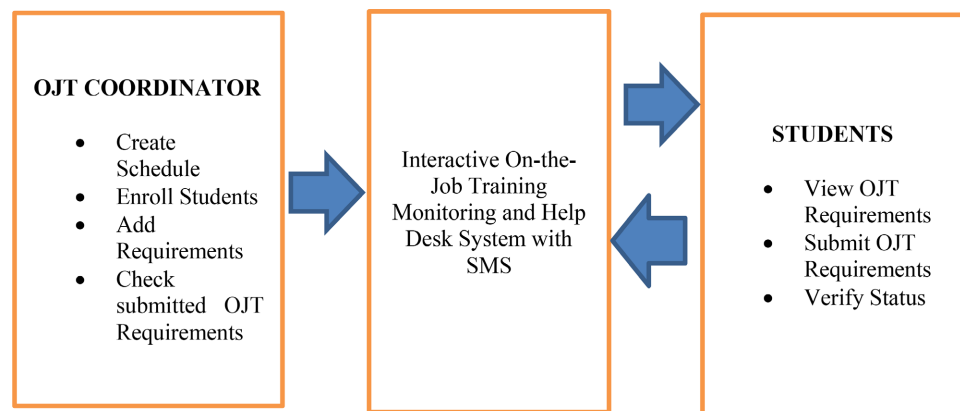 OJT COORDINATOR
• Create
Schedule
• Enroll Students
• Add
Requirements
• Check
submitted OJT
Requirements
Interactive On-the-
Job Training
Monitoring and Help
Desk System with
SMS
STUDENTS
• View OJT
Requirements
• Submit OJT
Requirements
• Verify Status